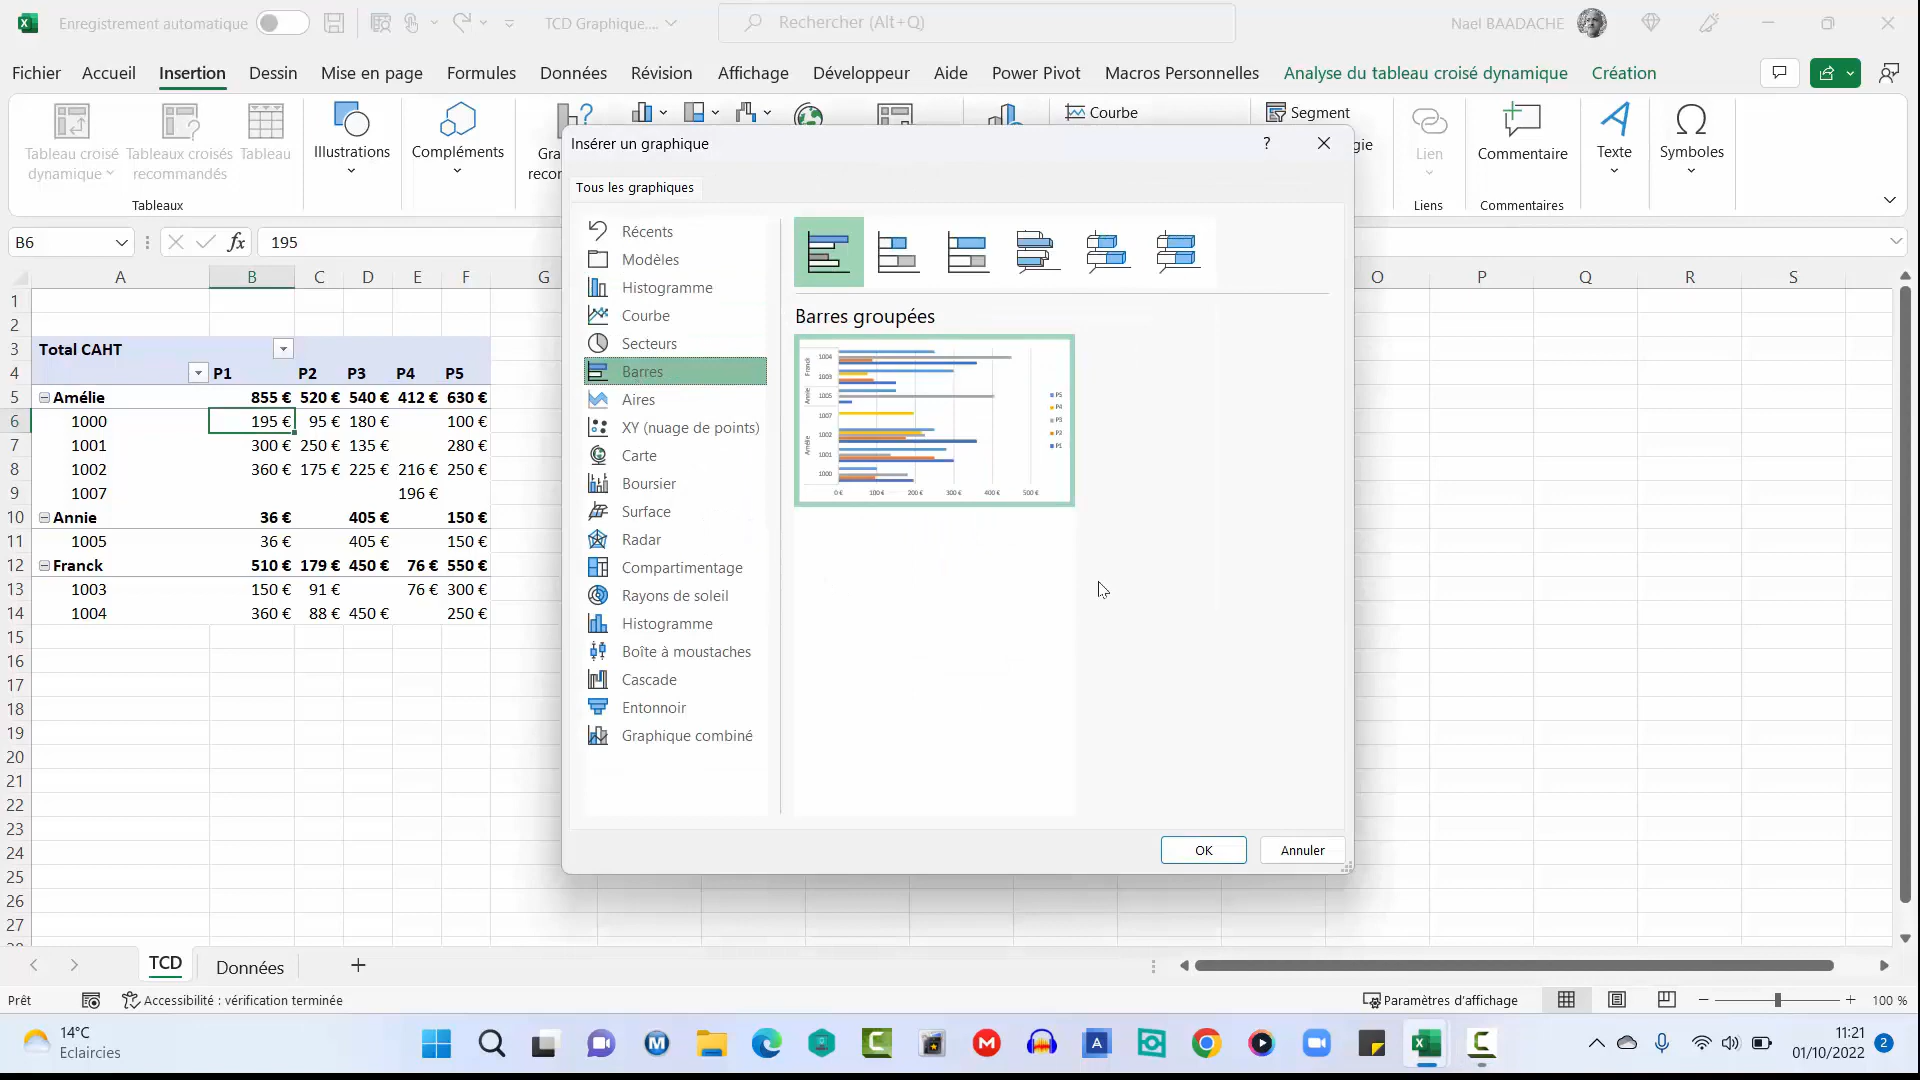 Enregistrement automatique
TCD Graphique....
Rechercher (Alt+Q)
Nael BAADACHE
Fichier Accueil Insertion Dessin Mise en page Formules Données Révision Affichage Développeur Aide Power Pivot Macros Personnelles Analyse du tableau croisé dynamique Création
Tableau croisé dynamique
Tableaux croisés recommandés
Tableau
Tableaux
Illustrations
Compléments
Gra
recon
Courbe
Segment
gie
Lien
Liens
Commentaire
Commentaires
Texte
Symboles
B6
fx
195
A B C D E F G O P Q R S
1
2
3 Total CAHT
4 P1 P2 P3 P4 P5
5 Amélie 855 € 520 € 540 € 412 € 630 €
6 1000 195 € 95 € 180 € 100 €
7 1001 300 € 250 € 135 € 280 €
8 1002 360 € 175 € 225 € 216 € 250 €
9 1007 196 €
10 Annie 36 € 405 € 150 €
11 1005 36 € 405 € 150 €
12 Franck 510 € 179 € 450 € 76 € 550 €
13 1003 150 € 91 € 76 € 300 €
14 1004 360 € 88 € 450 € 250 €
15
16
17
18
19
20
21
22
23
24
25
26
27
Insérer un graphique
?
Tous les graphiques
Récents
Modèles
Histogramme
Courbe
Secteurs
Barres
Aires
XY (nuage de points)
Carte
Boursier
Surface
Radar
Compartimentage
Rayons de soleil
Histogramme
Boîte à moustaches
Cascade
Entonnoir
Graphique combiné
Barres groupées
Franck
1004
1003
Annie
1005
Amélie
1007
1002
1001
1000
0 € 100 € 200 € 300 € 400 € 500 €
P5
P4
P3
P2
P1
OK
Annuler
TCD
Données
Prêt
Accessibilité : vérification terminée
Paramètres d'affichage
100 %
14°C
Eclaircies
11:21
01/10/2022
2